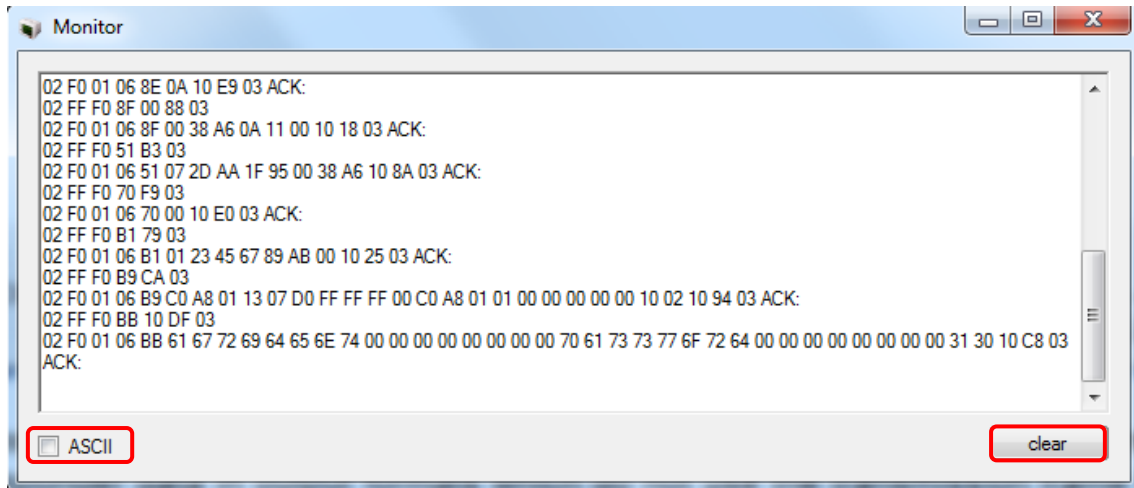 Monitor
02 F0 01 06 8E 0A 10 E9 03 ACK:
02 FF F0 8F 00 88 03
02 F0 01 06 8F 00 38 A6 0A 11 00 10 18 03 ACK:
02 FF F0 51 B3 03
02 F0 01 06 51 07 2D AA 1F 95 00 38 A6 10 8A 03 ACK:
02 FF F0 70 F9 03
02 F0 01 06 70 00 10 E0 03 ACK:
02 FF F0 B1 79 03
02 F0 01 06 B1 01 23 45 67 89 AB 00 10 25 03 ACK:
02 FF F0 B9 CA 03
02 F0 01 06 B9 C0 A8 01 13 07 D0 FF FF FF 00 C0 A8 01 01 00 00 00 00 00 10 02 10 94 03 ACK:
02 FF F0 BB 10 DF 03
02 F0 01 06 BB 61 67 72 69 64 65 6E 74 00 00 00 00 00 00 00 00 70 61 73 73 77 6F 72 64 00 00 00 00 00 00 00 00 31 30 10 C8 03
ACK:
ASCII
clear